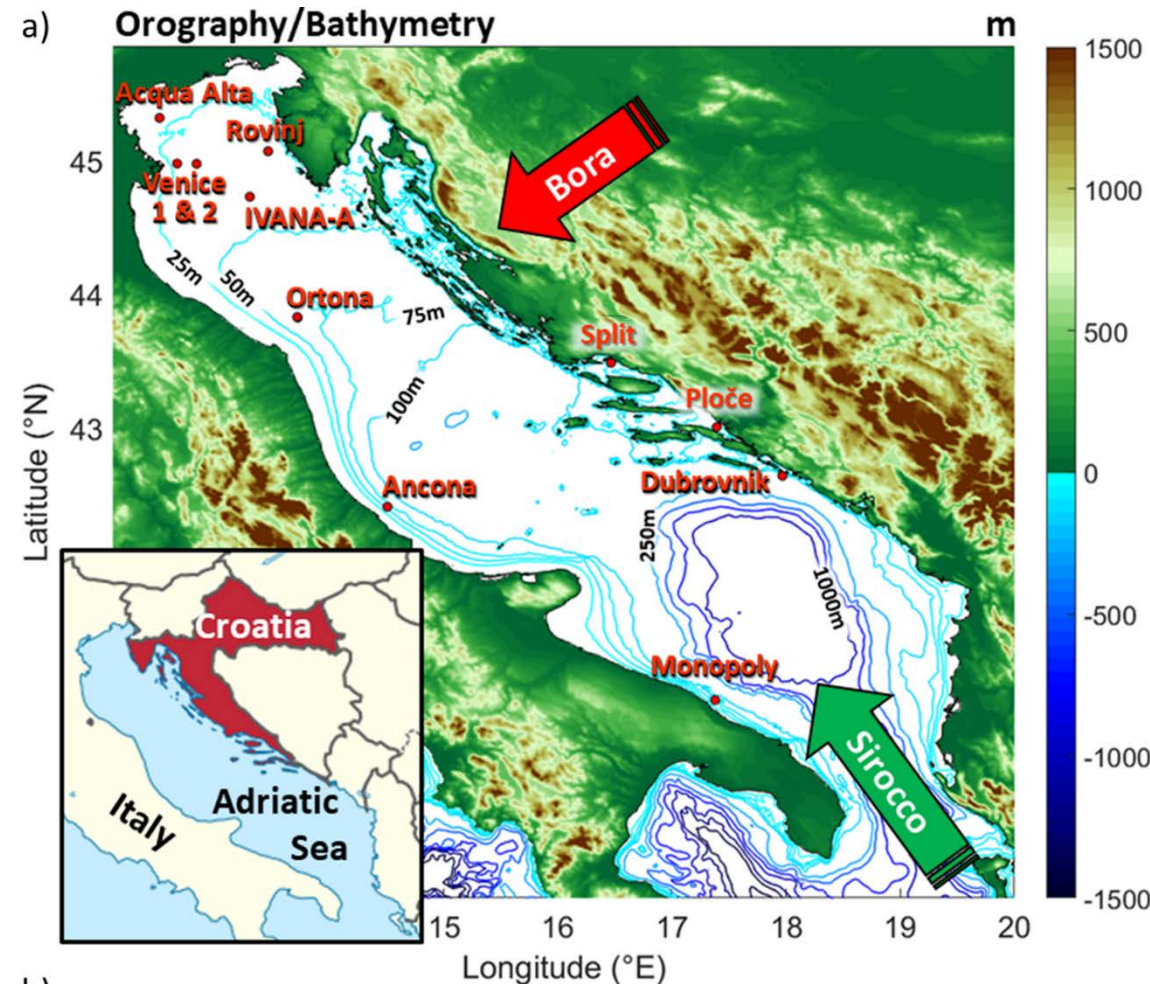 a)
Orography/Bathymetry
m
Acqua Alta
Rovinj
Venice
1 & 2
IVANA-A
Bora
25m
50m
Ortona
75m
Split
100m
Ploče
Ancona
Dubrovnik
250m
1000m
Monopoly
Sirocco
Croatia
Italy
Adriatic
Sea
45
44
43
Latitude (°N)
15 16 17 18 19 20
Longitude (°E)
1500
1000
500
0
-500
-1000
-1500